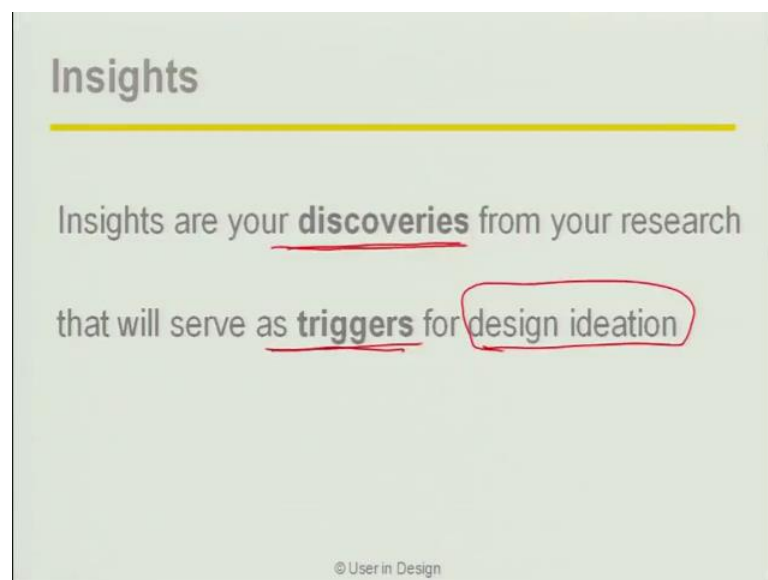 Insights
Insights are your discoveries from your research
that will serve as triggers for design ideation
© User in Design